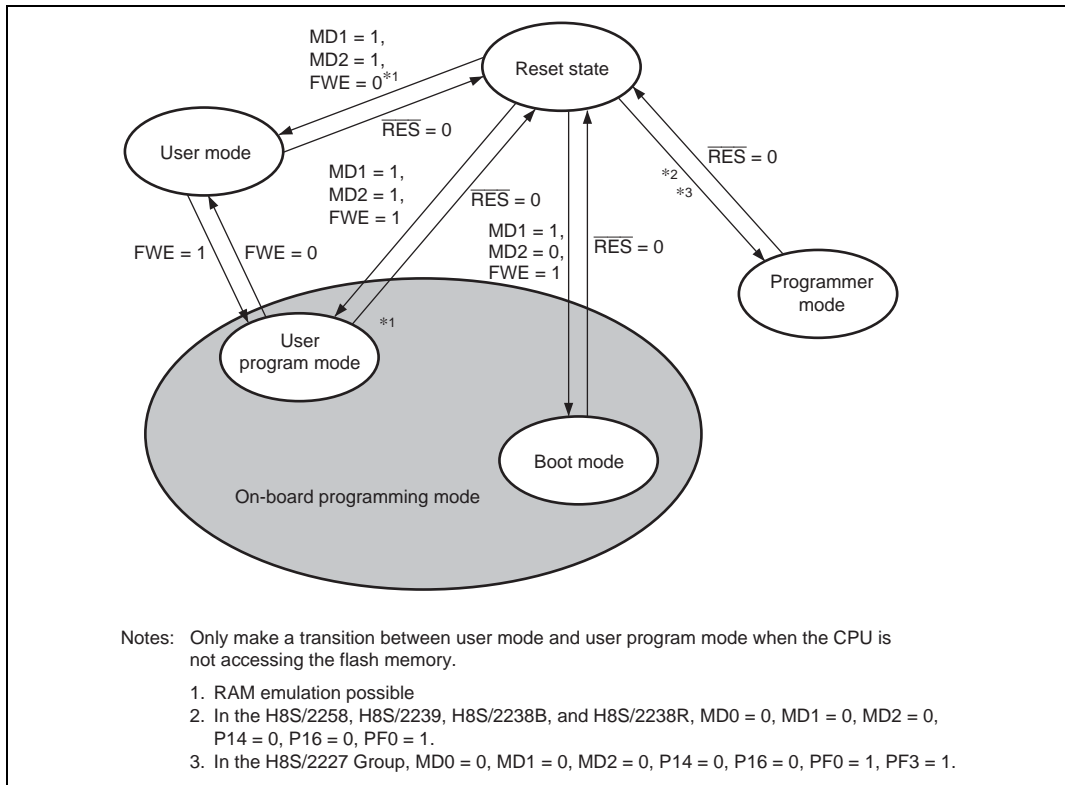 MD1 = 1,
MD2 = 1,
FWE = 0*1
Reset state
RES = 0
User mode
MD1 = 1,
MD2 = 1,
FWE = 1
RES = 0
*2
*3
RES = 0
FWE = 1
FWE = 0
MD1 = 1,
MD2 = 0,
FWE = 1
RES = 0
Programmer
mode
User
program mode
*1
Boot mode
On-board programming mode
Notes: Only make a transition between user mode and user program mode when the CPU is
not accessing the flash memory.
1. RAM emulation possible
2. In the H8S/2258, H8S/2239, H8S/2238B, and H8S/2238R, MD0 = 0, MD1 = 0, MD2 = 0,
P14 = 0, P16 = 0, PF0 = 1.
3. In the H8S/2227 Group, MD0 = 0, MD1 = 0, MD2 = 0, P14 = 0, P16 = 0, PF0 = 1, PF3 = 1.